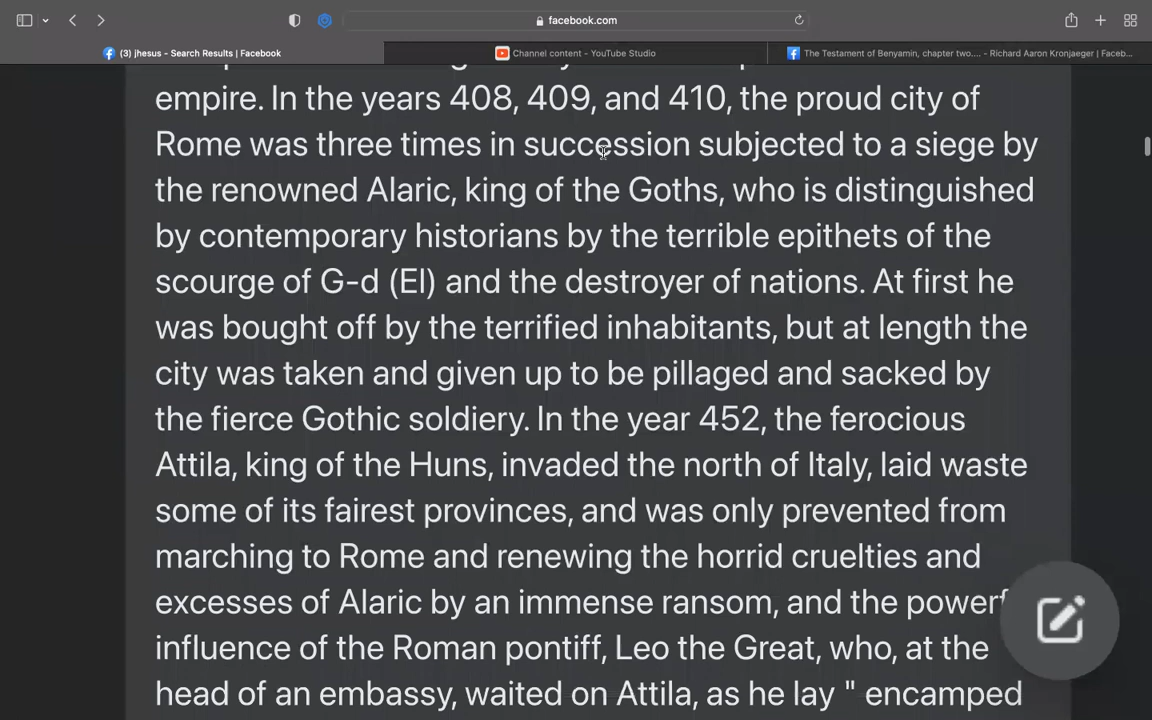 facebook.com
(3) jhesus - Search Results | Facebook
Channel content - YouTube Studio
The Testament of Benyamin, chapter two.... - Richard Aaron Kronjaeger | Faceb...
empire. In the years 408, 409, and 410, the proud city of
Rome was three times in succession subjected to a siege by
the renowned Alaric, king of the Goths, who is distinguished
by contemporary historians by the terrible epithets of the
scourge of G-d (El) and the destroyer of nations. At first he
was bought off by the terrified inhabitants, but at length the
city was taken and given up to be pillaged and sacked by
the fierce Gothic soldiery. In the year 452, the ferocious
Attila, king of the Huns, invaded the north of Italy, laid waste
some of its fairest provinces, and was only prevented from
marching to Rome and renewing the horrid cruelties and
excesses of Alaric by an immense ransom, and the powerf
influence of the Roman pontiff, Leo the Great, who, at the
head of an embassy, waited on Attila, as he lay " encamped